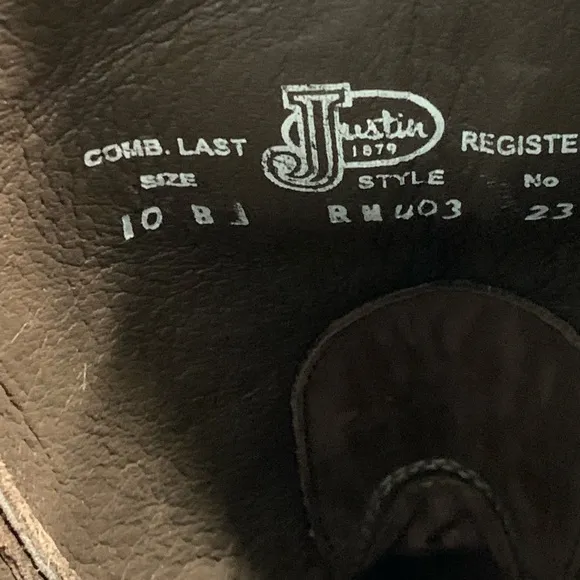 Justin
1879
COMB. LAST REGISTE
SIZE STYLE No
10 B J RM403 23